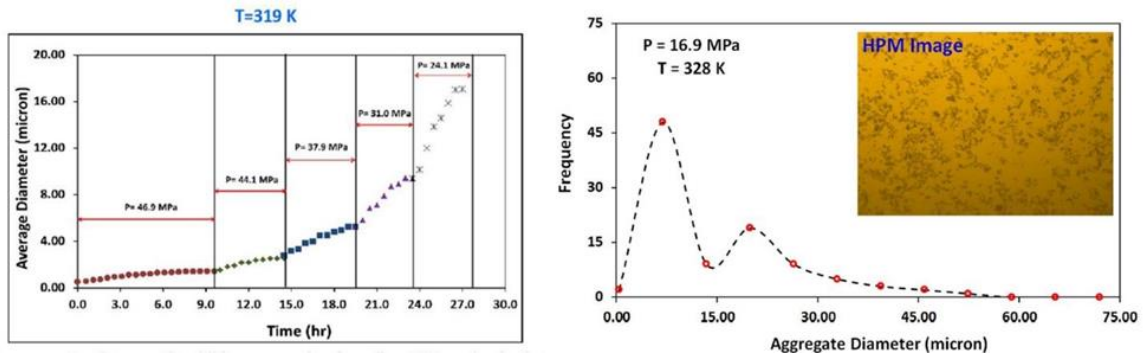 T=319 K
20.00
16.00
12.00
8.00
4.00
0.00
Average Diameter (micron)
P= 46.9 MPa
P= 44.1 MPa
P= 37.9 MPa
P= 31.0 MPa
P= 24.1 MPa
0.0 3.0 6.0 9.0 12.0 15.0 18.0 21.0 24.0 27.0 30.0
Time (hr)
75
60
45
30
15
0
Frequency
P = 16.9 MPa
T = 328 K
HPM Image
0.00 15.00 30.00 45.00 60.00 75.00
Aggregate Diameter (micron)